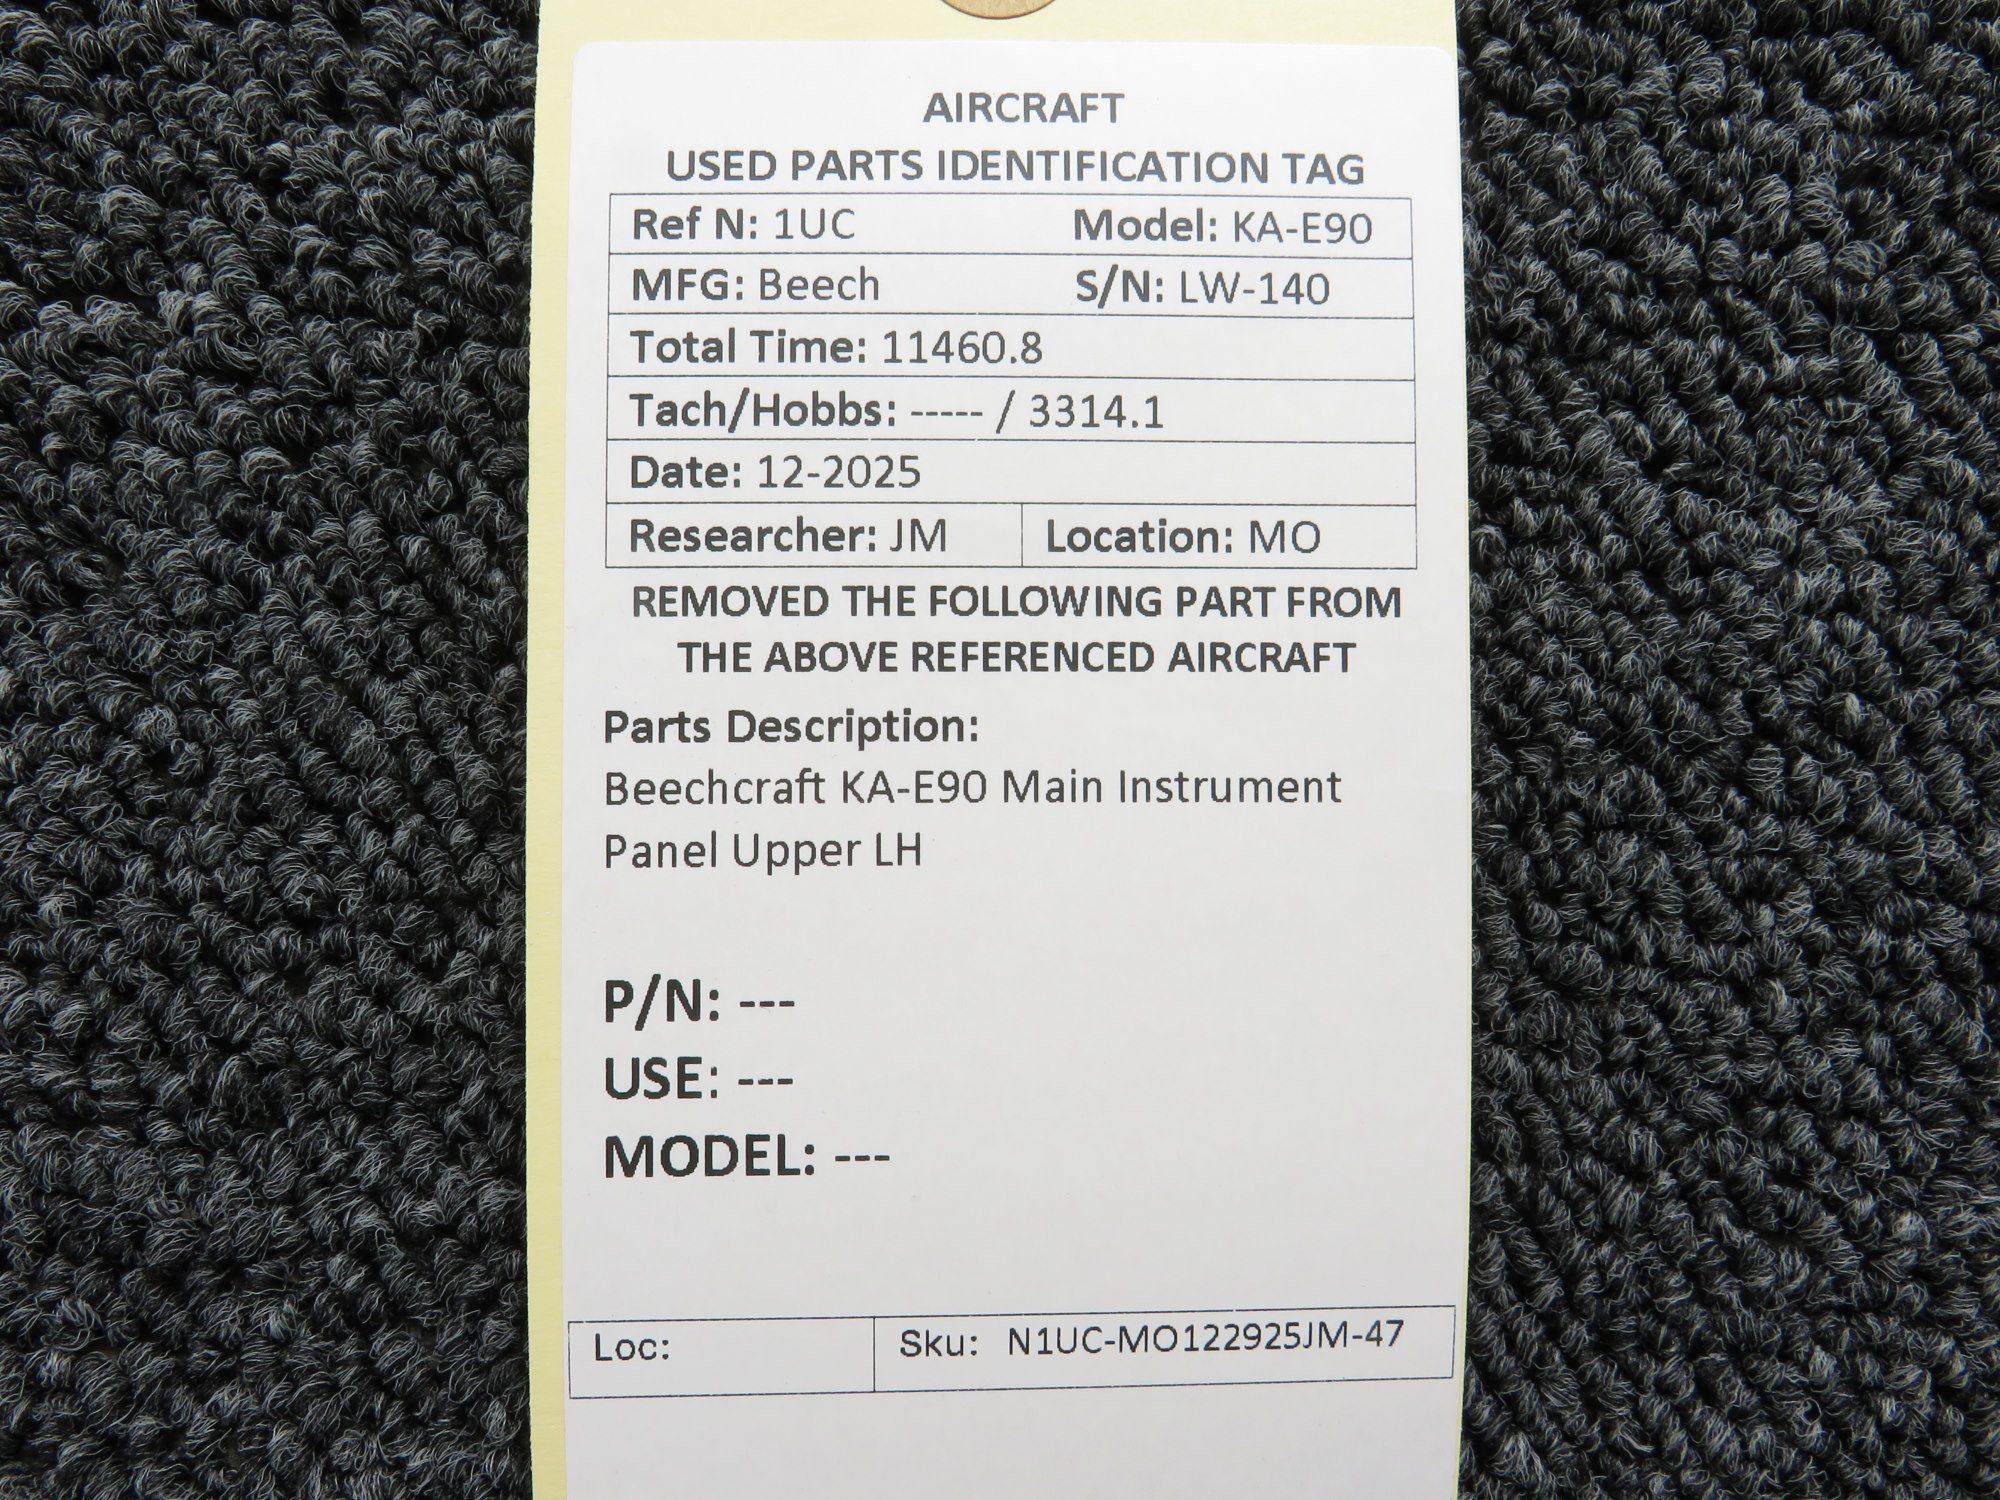 AIRCRAFT
USED PARTS IDENTIFICATION TAG
Ref N: 1UC Model: KA-E90
MFG: Beech S/N: LW-140
Total Time: 11460.8
Tach/Hobbs: ----- / 3314.1
Date: 12-2025
Researcher: JM Location: MO
REMOVED THE FOLLOWING PART FROM
THE ABOVE REFERENCED AIRCRAFT
Parts Description:
Beechcraft KA-E90 Main Instrument
Panel Upper LH
P/N: ---
USE: ---
MODEL: ---
Loc: Sku: N1UC-MO122925JM-47